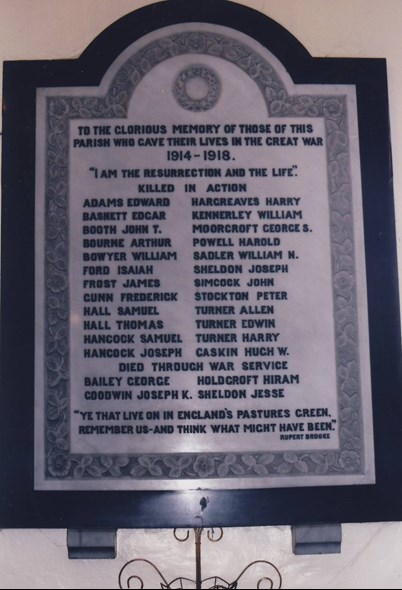 TO THE GLORIOUS MEMORY OF THOSE OF THIS
PARISH WHO GAVE THEIR LIVES IN THE GREAT WAR
1914-1918.
"I AM THE RESURRECTION AND THE LIFE".
KILLED IN ACTION
ADAMS EDWARD HARGREAVES HARRY
BASNETT EDGAR KENNERLEY WILLIAM
BOOTH JOHN T. MOORCROFT GEORGE S.
BOURNE ARTHUR POWELL HAROLD
BOWYER WILLIAM SADLER WILLIAM H.
FORD ISAIAH SHELDON JOSEPH
FROST JAMES SIMCOCK JOHN
GUNN FREDERICK STOCKTON PETER
HALL SAMUEL TURNER ALLEN
HALL THOMAS TURNER EDWIN
HANCOCK SAMUEL TURNER HARRY
HANCOCK JOSEPH GASKIN HUGH W.
DIED THROUGH WAR SERVICE
BAILEY GEORGE HOLDCROFT HIRAM
GOODWIN JOSEPH K. SHELDON JESSE
"YE THAT LIVE ON IN ENGLAND'S PASTURES GREEN,
REMEMBER US-AND THINK WHAT MIGHT HAVE BEEN."
RUPERT BROOKE